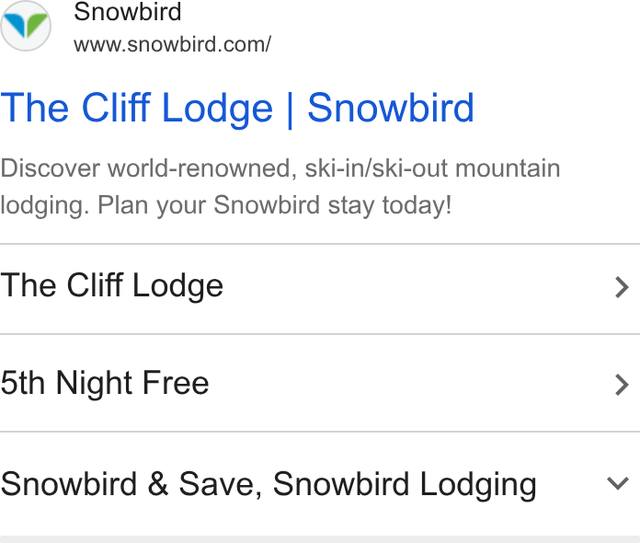 Snowbird
www.snowbird.com/
The Cliff Lodge | Snowbird
Discover world-renowned, ski-in/ski-out mountain
lodging. Plan your Snowbird stay today!
The Cliff Lodge
5th Night Free
Snowbird & Save, Snowbird Lodging